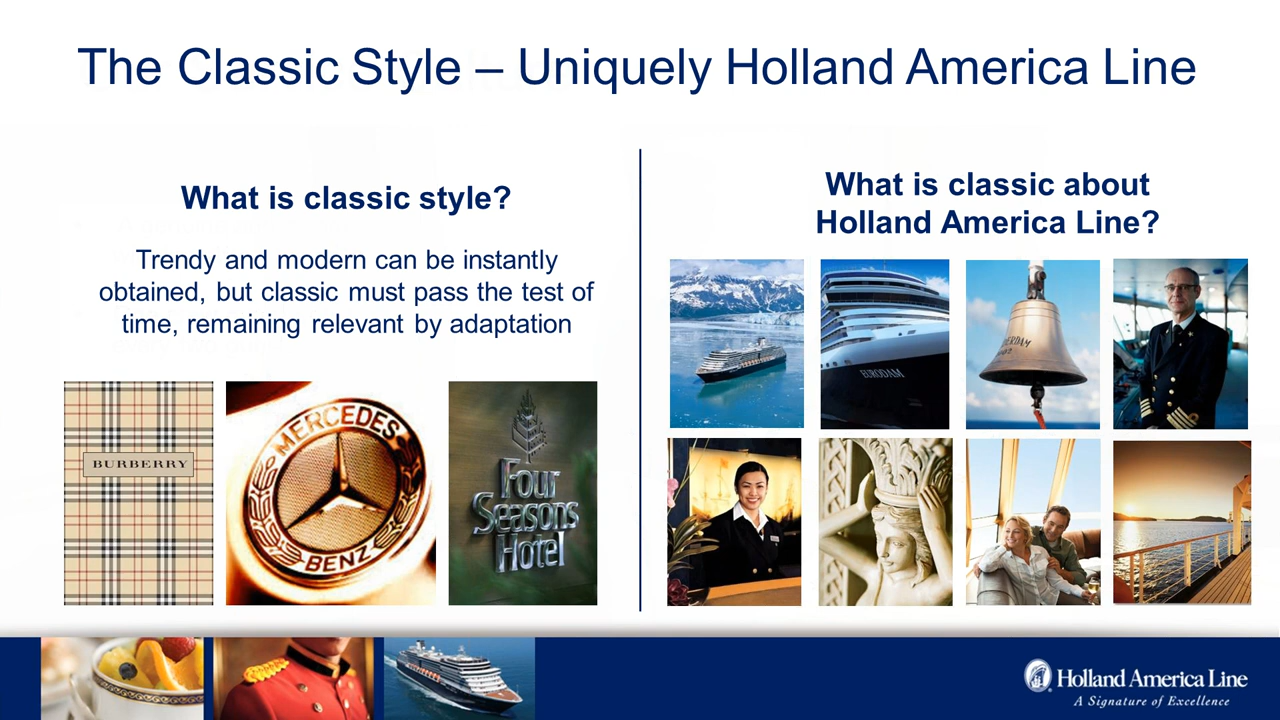 The Classic Style – Uniquely Holland America Line
What is classic style?
Trendy and modern can be instantly
obtained, but classic must pass the test of
time, remaining relevant by adaptation
BURBERRY
MERCEDES
BENZ
Four
Seasons
Hotel
What is classic about
Holland America Line?
EURODAM
Holland America Line
A Signature of Excellence